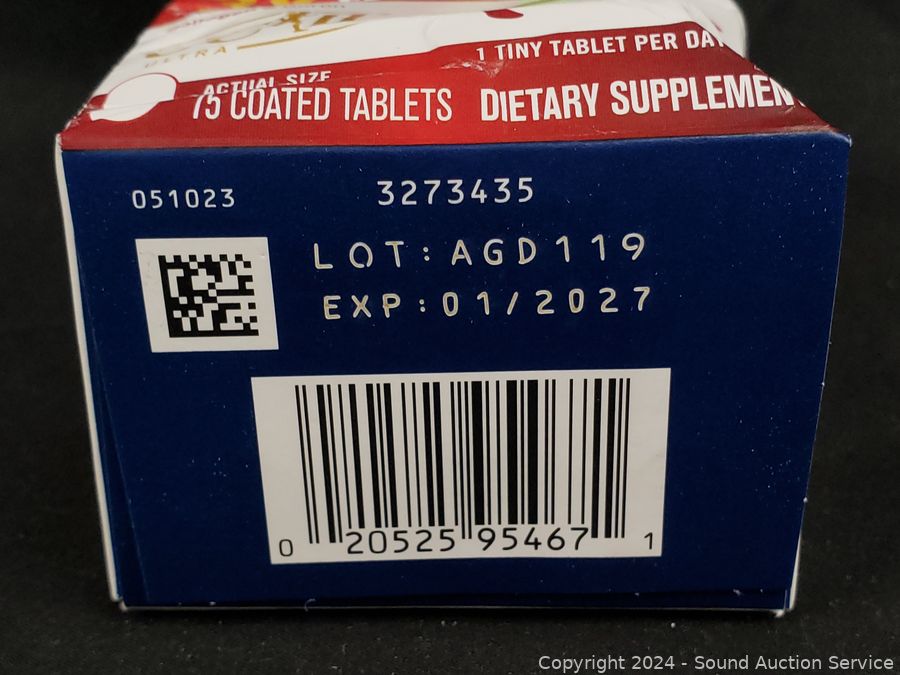 ULTRA
1 TINY TABLET PER DAY
ACTUAL SIZE
75 COATED TABLETS DIETARY SUPPLEMEN
051023 3273435
LOT:AGD119
EXP:01/2027
0 20525 95467 1
Copyright 2024 - Sound Auction Service